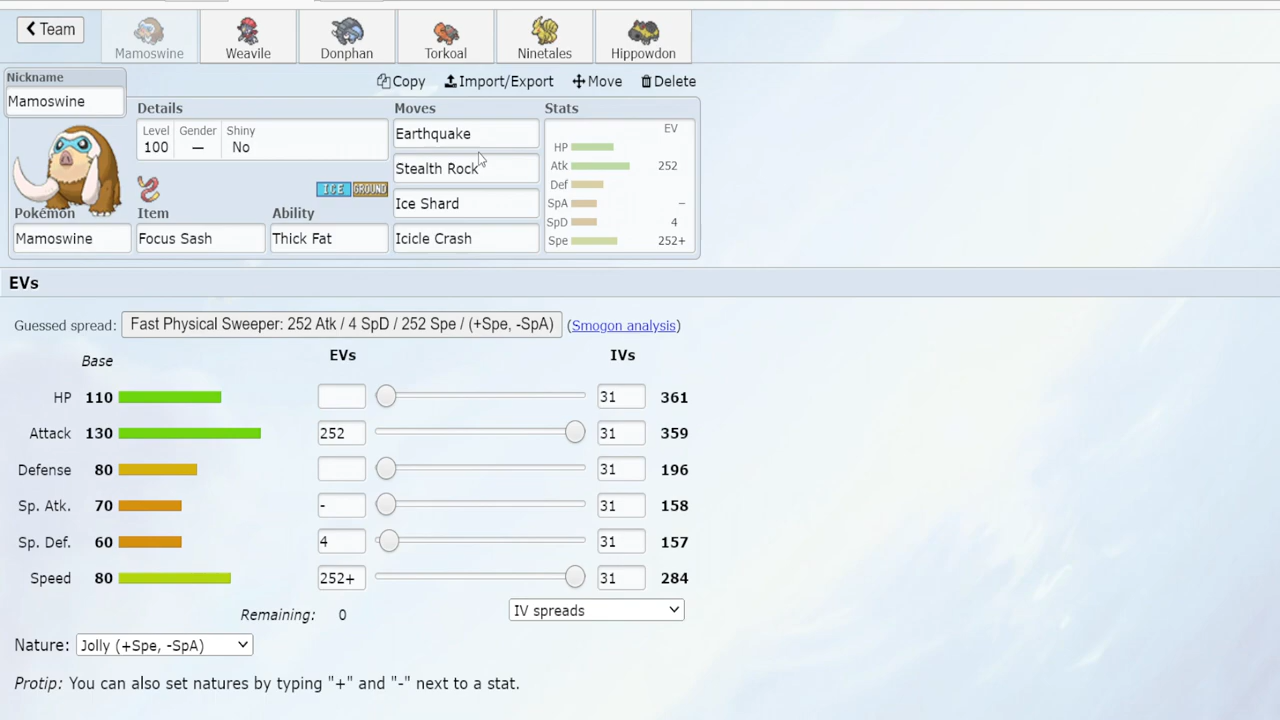 Team
Mamoswine
Weavile
Donphan
Torkoal
Ninetales
Hippowdon
Copy Import/Export Move Delete
Nickname
Mamoswine
Details
Level Gender Shiny
100 — No
ICE GROUND
Pokémon Item Ability
Mamoswine Focus Sash Thick Fat
Moves
Earthquake
Stealth Rock
Ice Shard
Icicle Crash
Stats
EV
HP
Atk 252
Def
SpA –
SpD 4
Spe 252+
EVs
Guessed spread: Fast Physical Sweeper: 252 Atk / 4 SpD / 252 Spe / (+Spe, -SpA) (Smogon analysis)
Base EVs IVs
HP 110 31 361
Attack 130 252 31 359
Defense 80 31 196
Sp. Atk. 70 - 31 158
Sp. Def. 60 4 31 157
Speed 80 252+ 31 284
Remaining: 0 IV spreads
Nature: Jolly (+Spe, -SpA)
Protip: You can also set natures by typing "+" and "-" next to a stat.